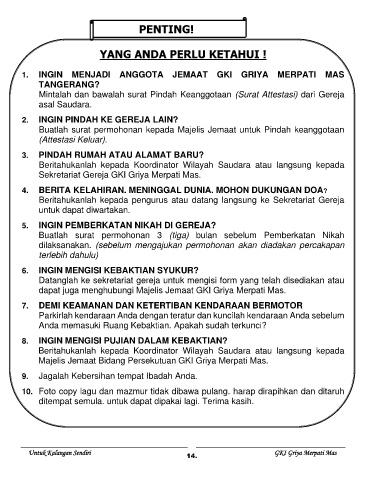 PENTING!
YANG ANDA PERLU KETAHUI !
1. INGIN MENJADI ANGGOTA JEMAAT GKI GRIYA MERPATI MAS
TANGERANG?
Mintalah dan bawalah surat Pindah Keanggotaan (Surat Attestasi) dari Gereja
asal Saudara.
2. INGIN PINDAH KE GEREJA LAIN?
Buatlah surat permohonan kepada Majelis Jemaat untuk Pindah keanggotaan
(Attestasi Keluar).
3. PINDAH RUMAH ATAU ALAMAT BARU?
Beritahukanlah kepada Koordinator Wilayah Saudara atau langsung kepada
Sekretariat Gereja GKI Griya Merpati Mas.
4. BERITA KELAHIRAN. MENINGGAL DUNIA. MOHON DUKUNGAN DOA?
Beritahukanlah kepada pengurus atau datang langsung ke Sekretariat Gereja
untuk dapat diwartakan.
5. INGIN PEMBERKATAN NIKAH DI GEREJA?
Buatlah surat permohonan 3 (tiga) bulan sebelum Pemberkatan Nikah
dilaksanakan. (sebelum mengajukan permohonan akan diadakan percakapan
terlebih dahulu)
6. INGIN MENGISI KEBAKTIAN SYUKUR?
Datanglah ke sekretariat gereja untuk mengisi form yang telah disediakan atau
dapat juga menghubungi Majelis Jemaat GKI Griya Merpati Mas.
7. DEMI KEAMANAN DAN KETERTIBAN KENDARAAN BERMOTOR
Parkirlah kendaraan Anda dengan teratur dan kuncilah kendaraan Anda sebelum
Anda memasuki Ruang Kebaktian. Apakah sudah terkunci?
8. INGIN MENGISI PUJIAN DALAM KEBAKTIAN?
Beritahukanlah kepada Koordinator Wilayah Saudara atau langsung kepada
Majelis Jemaat Bidang Persekutuan GKI Griya Merpati Mas.
9. Jagalah Kebersihan tempat Ibadah Anda.
10. Foto copy lagu dan mazmur tidak dibawa pulang. harap dirapihkan dan ditaruh
ditempat semula. untuk dapat dipakai lagi. Terima kasih.
Untuk Kalangan Sendiri
14.
GKI Griya Merpati Mas